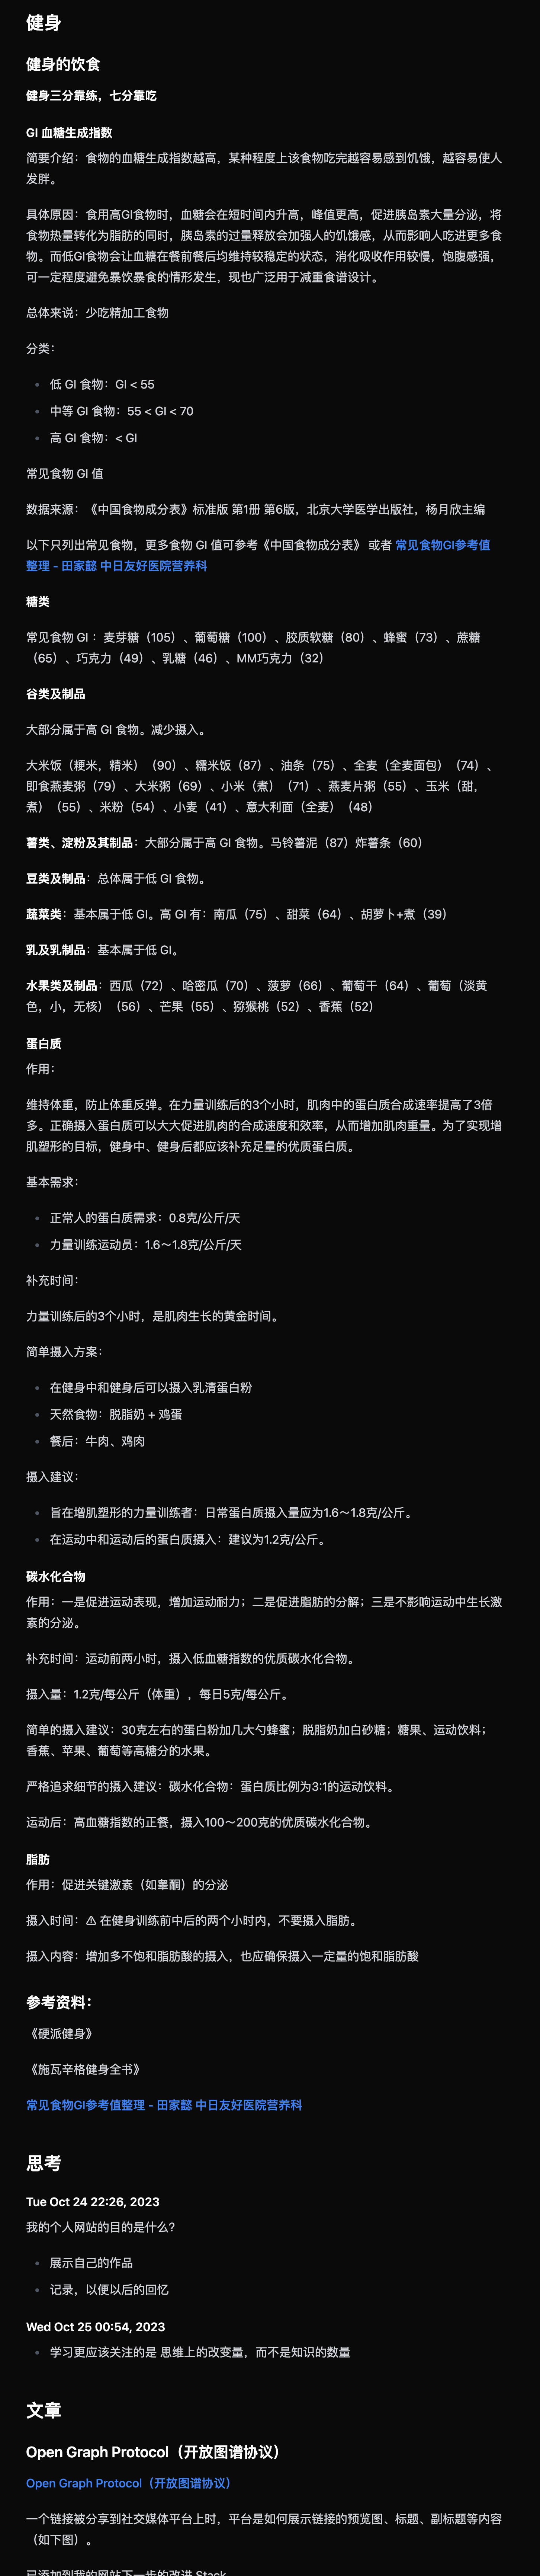 健身
健身的饮食
健身三分靠练，七分靠吃
GI 血糖生成指数
简要介绍：食物的血糖生成指数越高，某种程度上该食物吃完越容易感到饥饿，越容易使人
发胖。
具体原因：食用高GI食物时，血糖会在短时间内升高，峰值更高，促进胰岛素大量分泌，将
食物热量转化为脂肪的同时，胰岛素的过量释放会加强人的饥饿感，从而影响人吃进更多食
物。而低GI食物会让血糖在餐前餐后均维持较稳定的状态，消化吸收作用较慢，饱腹感强，
可一定程度避免暴饮暴食的情形发生，现也广泛用于减重食谱设计。
总体来说：少吃精加工食物
分类：
低 GI 食物：GI < 55
中等 GI 食物：55 < GI < 70
高 GI 食物：< GI
常见食物 GI 值
数据来源：《中国食物成分表》标准版 第1册 第6版，北京大学医学出版社，杨月欣主编
以下只列出常见食物，更多食物 GI 值可参考《中国食物成分表》 或者 常见食物GI参考值
整理 - 田家懿 中日友好医院营养科
糖类
常见食物 GI ：麦芽糖（105）、葡萄糖（100）、胶质软糖（80）、蜂蜜（73）、蔗糖
（65）、巧克力（49）、乳糖（46）、MM巧克力（32）
谷类及制品
大部分属于高 GI 食物。减少摄入。
大米饭（粳米，精米）（90）、糯米饭（87）、油条（75）、全麦（全麦面包）（74）、
即食燕麦粥（79）、大米粥（69）、小米（煮）（71）、燕麦片粥（55）、玉米（甜，
煮）（55）、米粉（54）、小麦（41）、意大利面（全麦）（48）
薯类、淀粉及其制品：大部分属于高 GI 食物。马铃薯泥（87）炸薯条（60）
豆类及制品：总体属于低 GI 食物。
蔬菜类：基本属于低 GI。高 GI 有：南瓜（75）、甜菜（64）、胡萝卜+煮（39）
乳及乳制品：基本属于低 GI。
水果类及制品：西瓜（72）、哈密瓜（70）、菠萝（66）、葡萄干（64）、葡萄（淡黄
色，小，无核）（56）、芒果（55）、猕猴桃（52）、香蕉（52）
蛋白质
作用：
维持体重，防止体重反弹。在力量训练后的3个小时，肌肉中的蛋白质合成速率提高了3倍
多。正确摄入蛋白质可以大大促进肌肉的合成速度和效率，从而增加肌肉重量。为了实现增
肌塑形的目标，健身中、健身后都应该补充足量的优质蛋白质。
基本需求：
正常人的蛋白质需求：0.8克/公斤/天
力量训练运动员：1.6～1.8克/公斤/天
补充时间：
力量训练后的3个小时，是肌肉生长的黄金时间。
简单摄入方案：
在健身中和健身后可以摄入乳清蛋白粉
天然食物：脱脂奶 + 鸡蛋
餐后：牛肉、鸡肉
摄入建议：
旨在增肌塑形的力量训练者：日常蛋白质摄入量应为1.6～1.8克/公斤。
在运动中和运动后的蛋白质摄入：建议为1.2克/公斤。
碳水化合物
作用：一是促进运动表现，增加运动耐力；二是促进脂肪的分解；三是不影响运动中生长激
素的分泌。
补充时间：运动前两小时，摄入低血糖指数的优质碳水化合物。
摄入量：1.2克/每公斤（体重），每日5克/每公斤。
简单的摄入建议：30克左右的蛋白粉加几大勺蜂蜜；脱脂奶加白砂糖；糖果、运动饮料；
香蕉、苹果、葡萄等高糖分的水果。
严格追求细节的摄入建议：碳水化合物：蛋白质比例为3:1的运动饮料。
运动后：高血糖指数的正餐，摄入100～200克的优质碳水化合物。
脂肪
作用：促进关键激素（如睾酮）的分泌
摄入时间：⚠ 在健身训练前中后的两个小时内，不要摄入脂肪。
摄入内容：增加多不饱和脂肪酸的摄入，也应确保摄入一定量的饱和脂肪酸
参考资料：
《硬派健身》
《施瓦辛格健身全书》
常见食物GI参考值整理 - 田家懿 中日友好医院营养科
思考
Tue Oct 24 22:26, 2023
我的个人网站的目的是什么?
展示自己的作品
记录，以便以后的回忆
Wed Oct 25 00:54, 2023
学习更应该关注的是 思维上的改变量，而不是知识的数量
文章
Open Graph Protocol（开放图谱协议）
Open Graph Protocol（开放图谱协议）
一个链接被分享到社交媒体平台上时，平台是如何展示链接的预览图、标题、副标题等内容
（如下图）。
已添加到我的网站下一步的改进 Stack